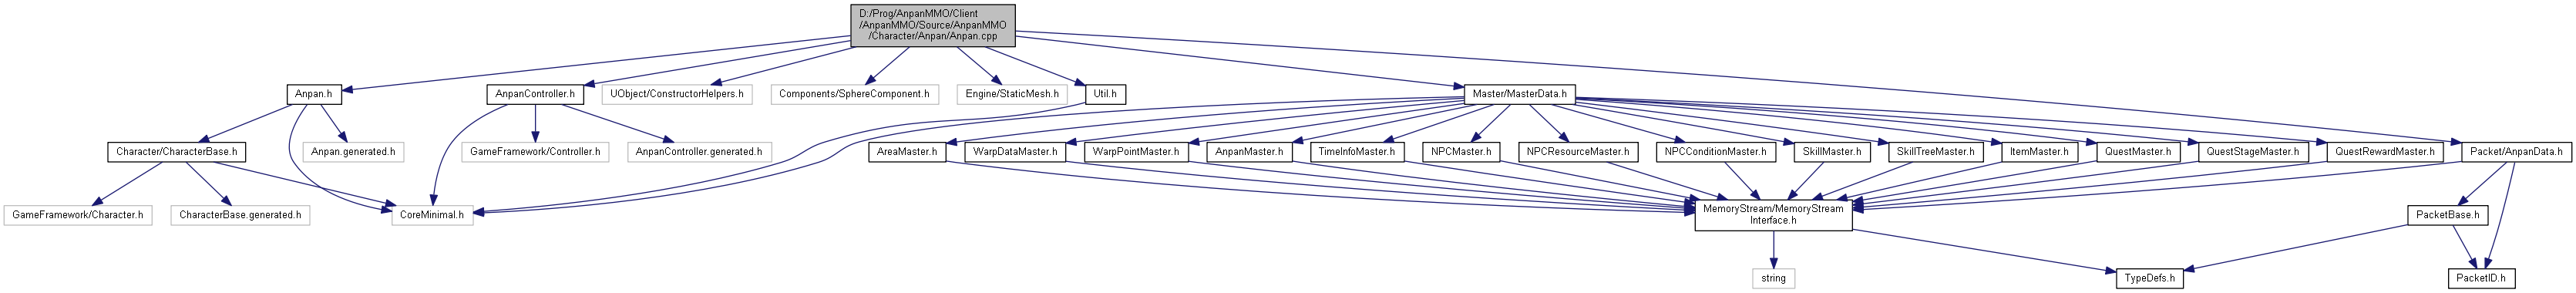 D:/Prog/AnpanMMO/Client
/AnpanMMO/Source/AnpanMMO
/Character/Anpan/Anpan.cpp
Anpan.h
AnpanController.h
UObject/ConstructorHelpers.h
Components/SphereComponent.h
Engine/StaticMesh.h
Util.h
Master/MasterData.h
Character/CharacterBase.h
Anpan.generated.h
GameFramework/Controller.h
AnpanController.generated.h
AreaMaster.h
WarpDataMaster.h
WarpPointMaster.h
AnpanMaster.h
TimeInfoMaster.h
NPCMaster.h
NPCResourceMaster.h
NPCConditionMaster.h
SkillMaster.h
SkillTreeMaster.h
ItemMaster.h
QuestMaster.h
QuestStageMaster.h
QuestRewardMaster.h
Packet/AnpanData.h
GameFramework/Character.h
CharacterBase.generated.h
CoreMinimal.h
MemoryStream/MemoryStream
Interface.h
PacketBase.h
string
TypeDefs.h
PacketID.h